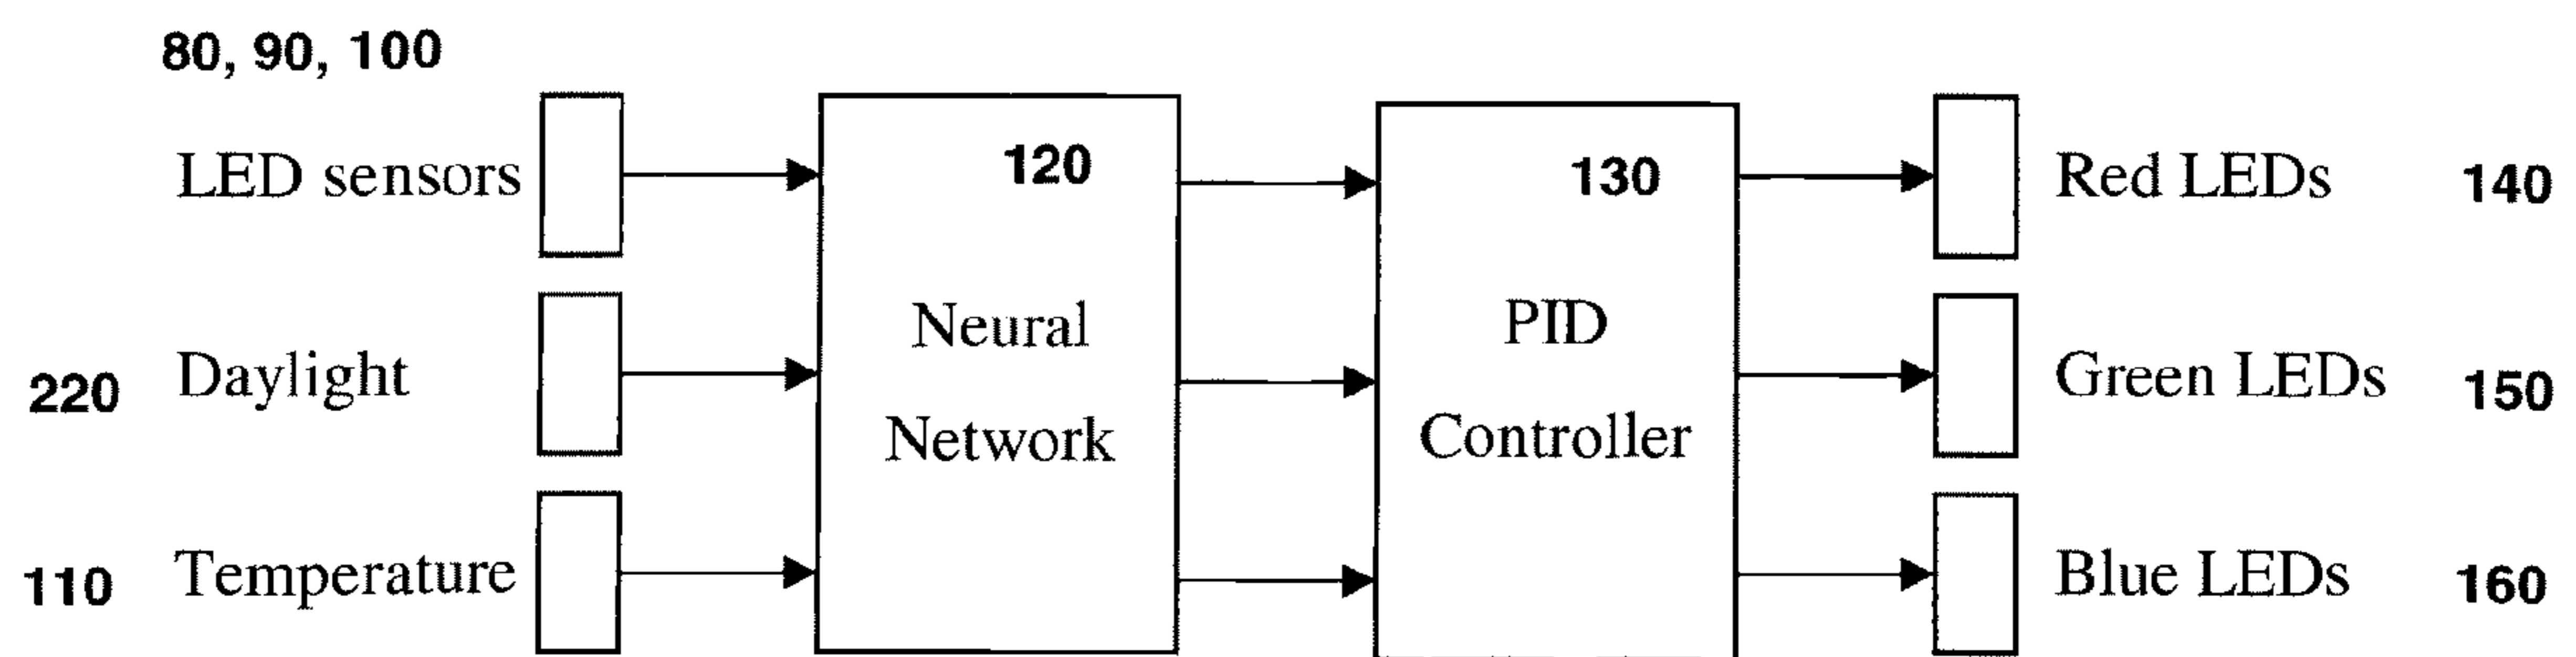 80, 90, 100
LED sensors
220 Daylight
110 Temperature
120
Neural
Network
130
PID
Controller
Red LEDs 140
Green LEDs 150
Blue LEDs 160